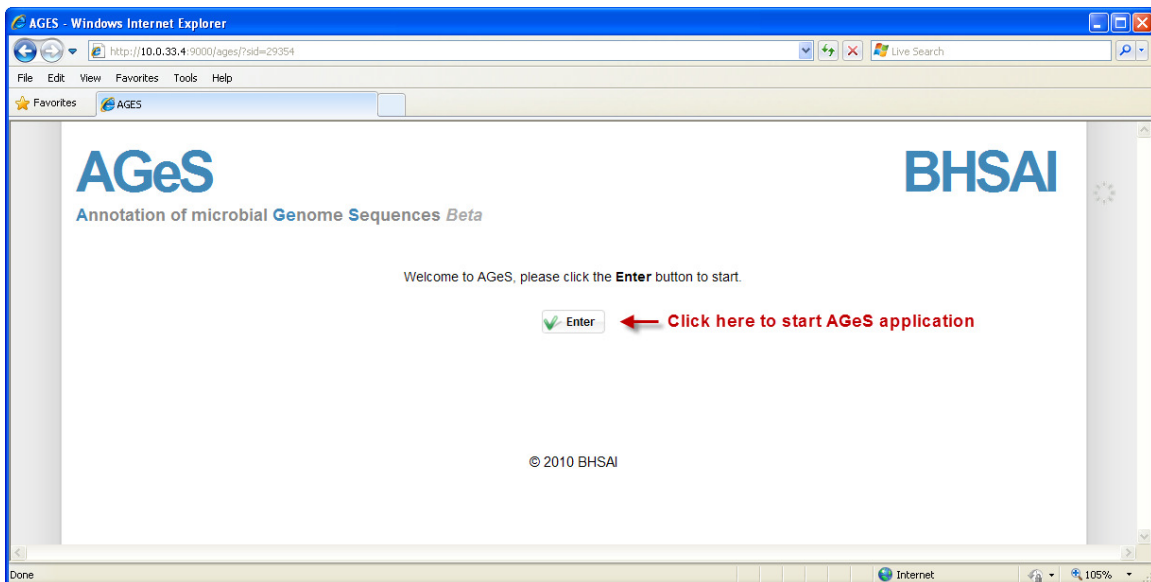 AGES - Windows Internet Explorer
http://10.0.33.4:9000/ages/?sid=29354
Live Search
File Edit View Favorites Tools Help
Favorites
AGES
AGeS
BHSAI
Annotation of microbial Genome Sequences Beta
Welcome to AGeS, please click the Enter button to start.
Enter
Click here to start AGeS application
© 2010 BHSAI
Done
Internet
105%